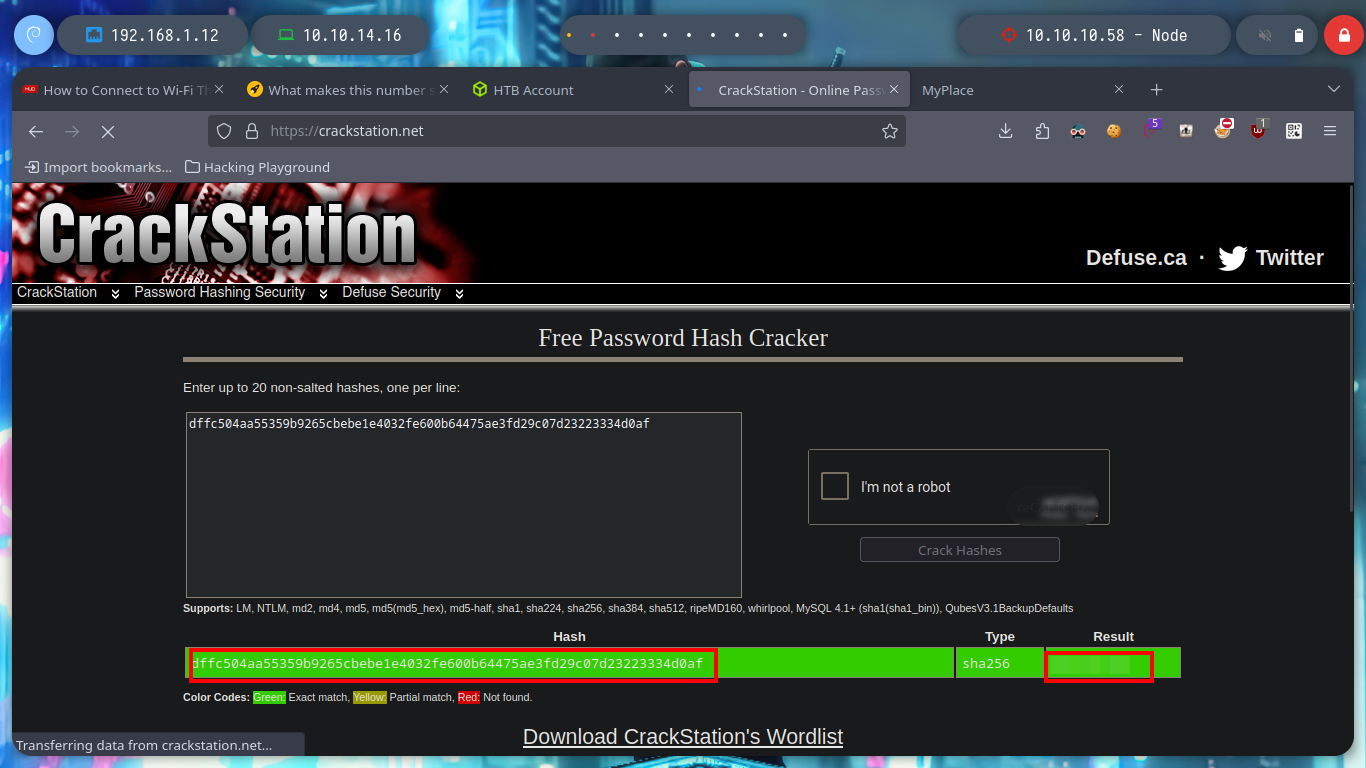 192.168.1.12
10.10.14.16
10.10.10.58 - Node
How to Connect to Wi-Fi Th
What makes this number s
HTB Account
CrackStation - Online Passw
MyPlace
https://crackstation.net
5
1
Import bookmarks...
Hacking Playground
CrackStation
Defuse.ca · Twitter
CrackStation
Password Hashing Security
Defuse Security
Free Password Hash Cracker
Enter up to 20 non-salted hashes, one per line:
dffc504aa55359b9265cbebe1e4032fe600b64475ae3fd29c07d23223334d0af
I'm not a robot
Crack Hashes
Supports: LM, NTLM, md2, md4, md5, md5(md5_hex), md5-half, sha1, sha224, sha256, sha384, sha512, ripeMD160, whirlpool, MySQL 4.1+ (sha1(sha1_bin)), QubesV3.1BackupDefaults
Hash Type Result
dffc504aa55359b9265cbebe1e4032fe600b64475ae3fd29c07d23223334d0af sha256
Color Codes: Green: Exact match, Yellow: Partial match, Red: Not found.
Download CrackStation's Wordlist
Transferring data from crackstation.net...